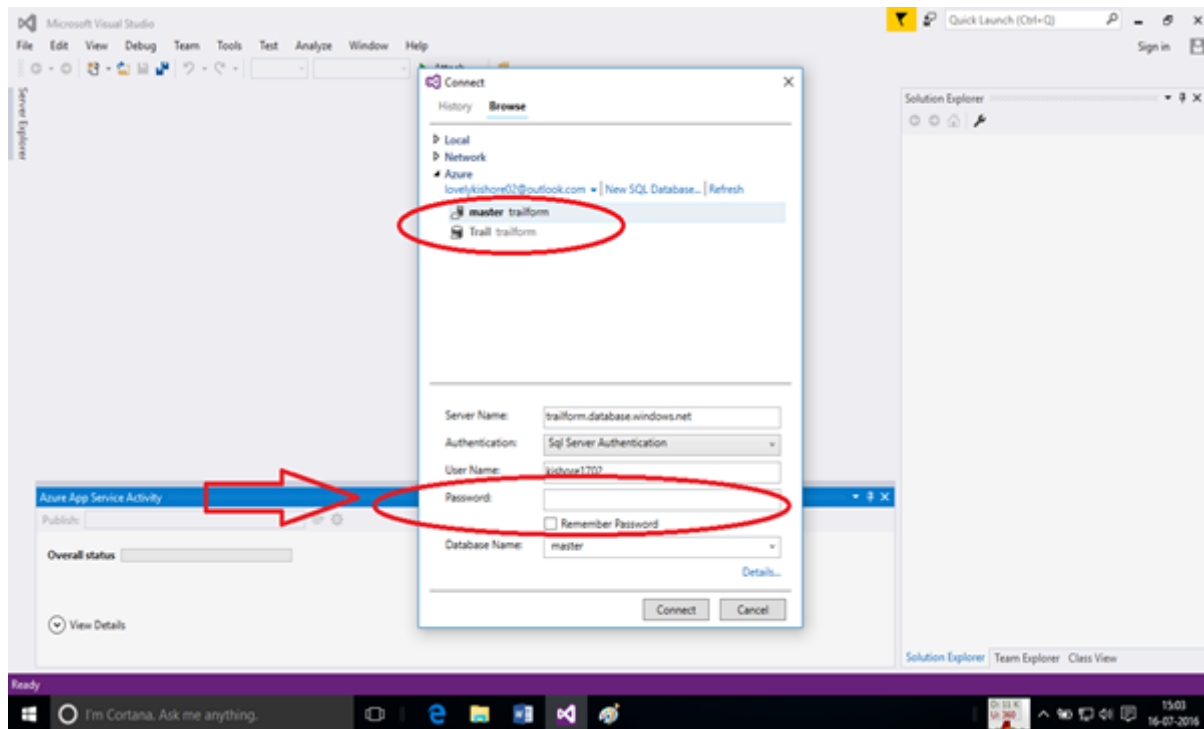 Microsoft Visual Studio
Quick Launch (Ctrl+Q)
File Edit View Debug Team Tools Test Analyze Window Help
Sign in
Attach
Server Explorer
Connect
History Browse
Local
Network
Azure
lovelykishore02@outlook.com New SQL Database... Refresh
master trailform
Trail trailform
Server Name: trailform.database.windows.net
Authentication: Sql Server Authentication
User Name: kishore1702
Password:
Remember Password
Database Name: master
Details...
Connect Cancel
Solution Explorer
Azure App Service Activity
Publish:
Overall status
View Details
Solution Explorer Team Explorer Class View
Ready
I'm Cortana. Ask me anything.
15:03
16-07-2016